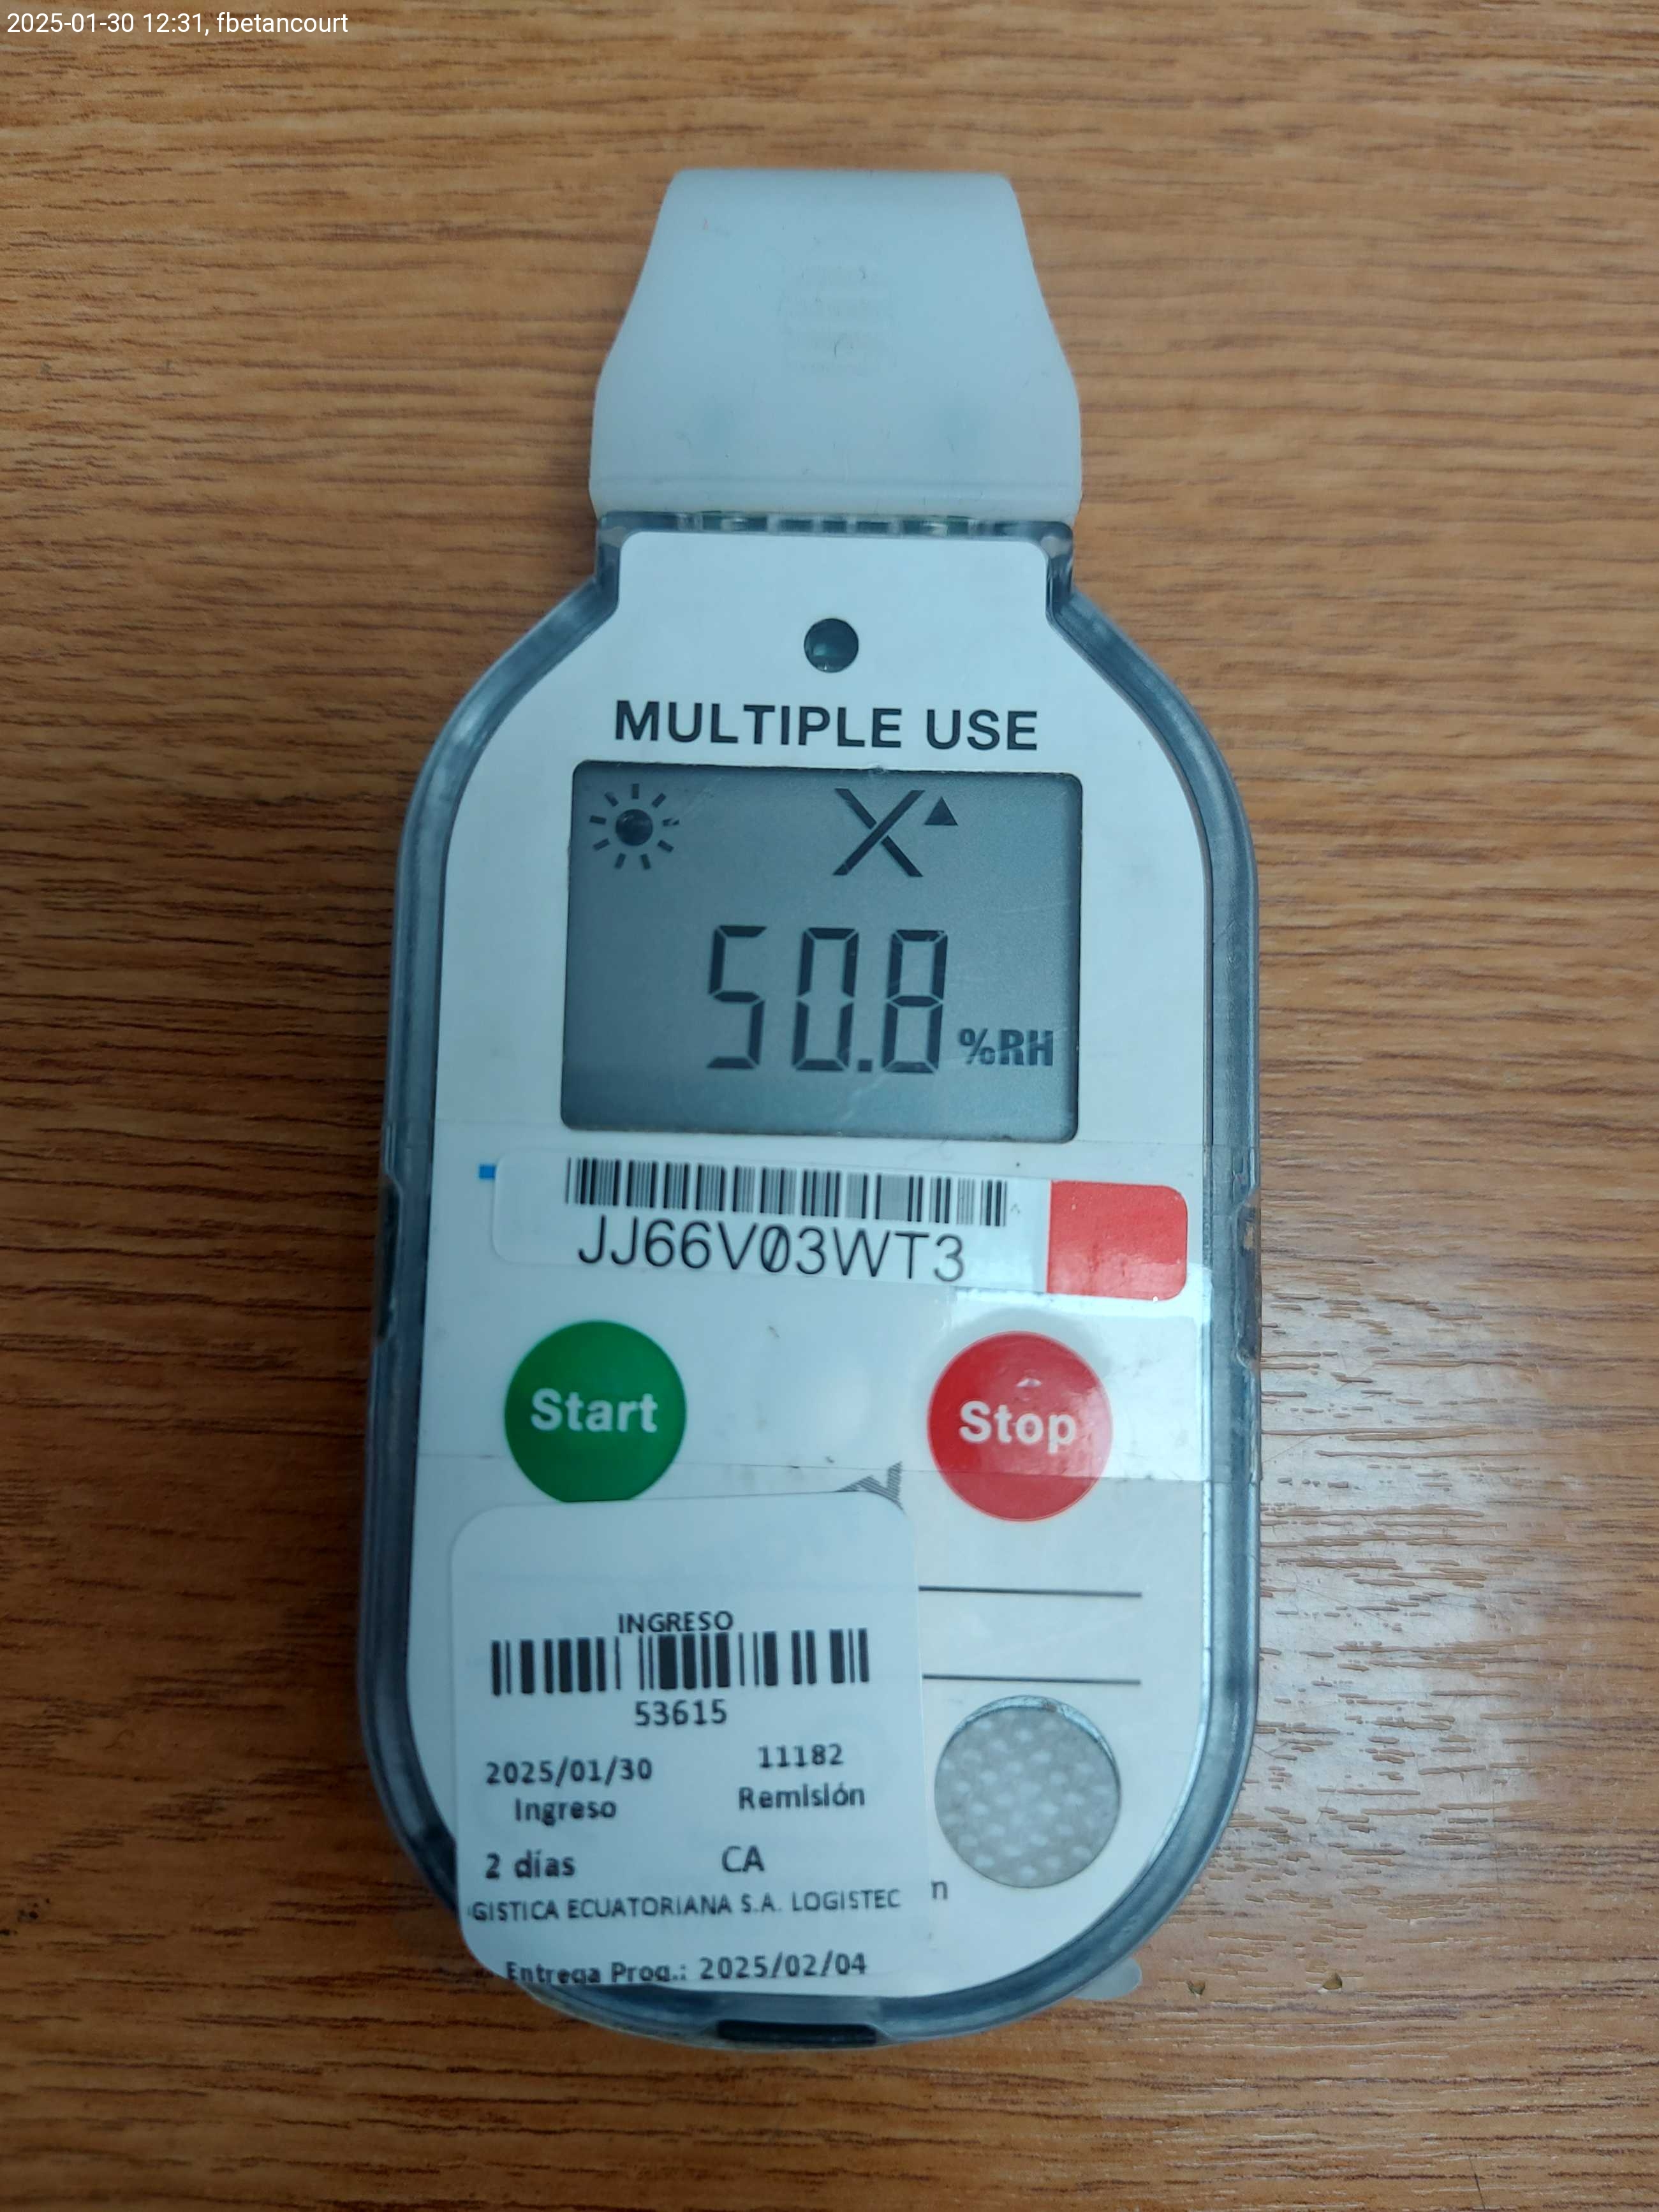 2025-01-30 12:31, fbetancourt
MULTIPLE USE
50.8 %RH
JJ66V03WT3
Start
Stop
INGRESO
53615
2025/01/30 11182
Ingreso Remisión
2 días CA
GISTICA ECUATORIANA S.A. LOGISTEC
Entrega Prog.: 2025/02/04